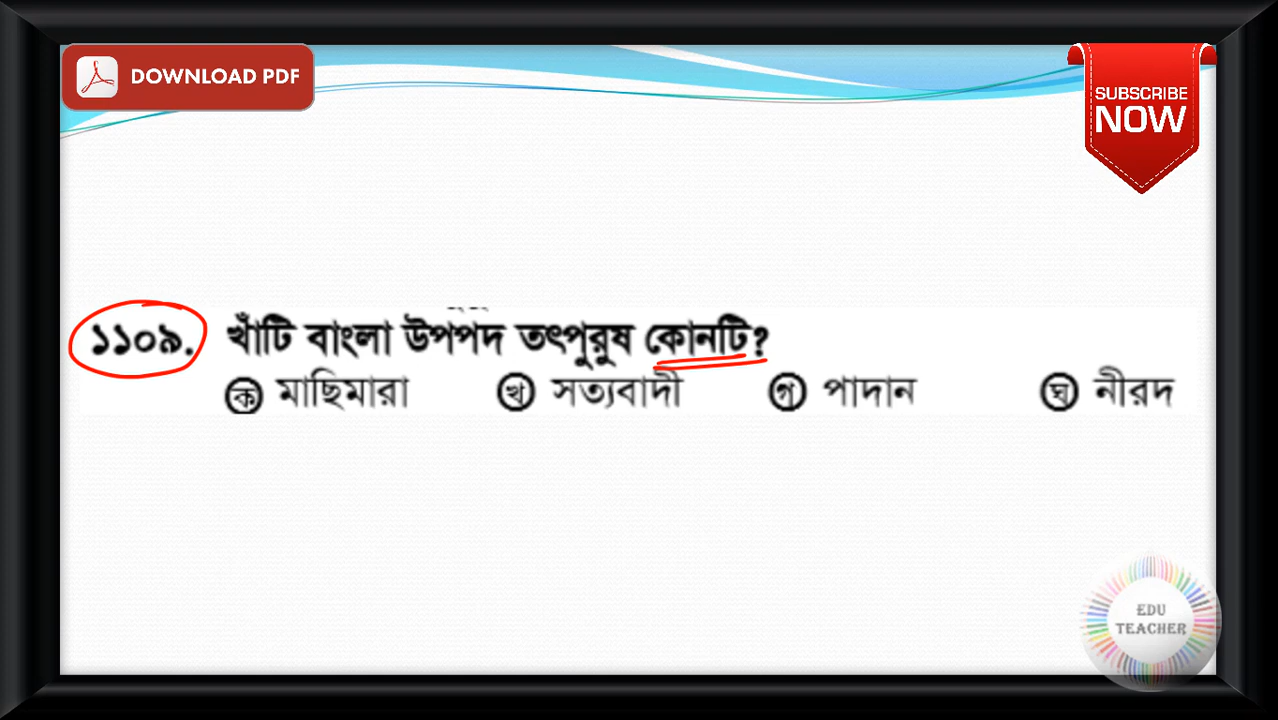 DOWNLOAD PDF
SUBSCRIBE
NOW
১১০৯. খাঁটি বাংলা উপপদ তৎপুরুষ কোনটি?
ক মাছিমারা খ সত্যবাদী গ পাদান ঘ নীরদ
EDU
TEACHER